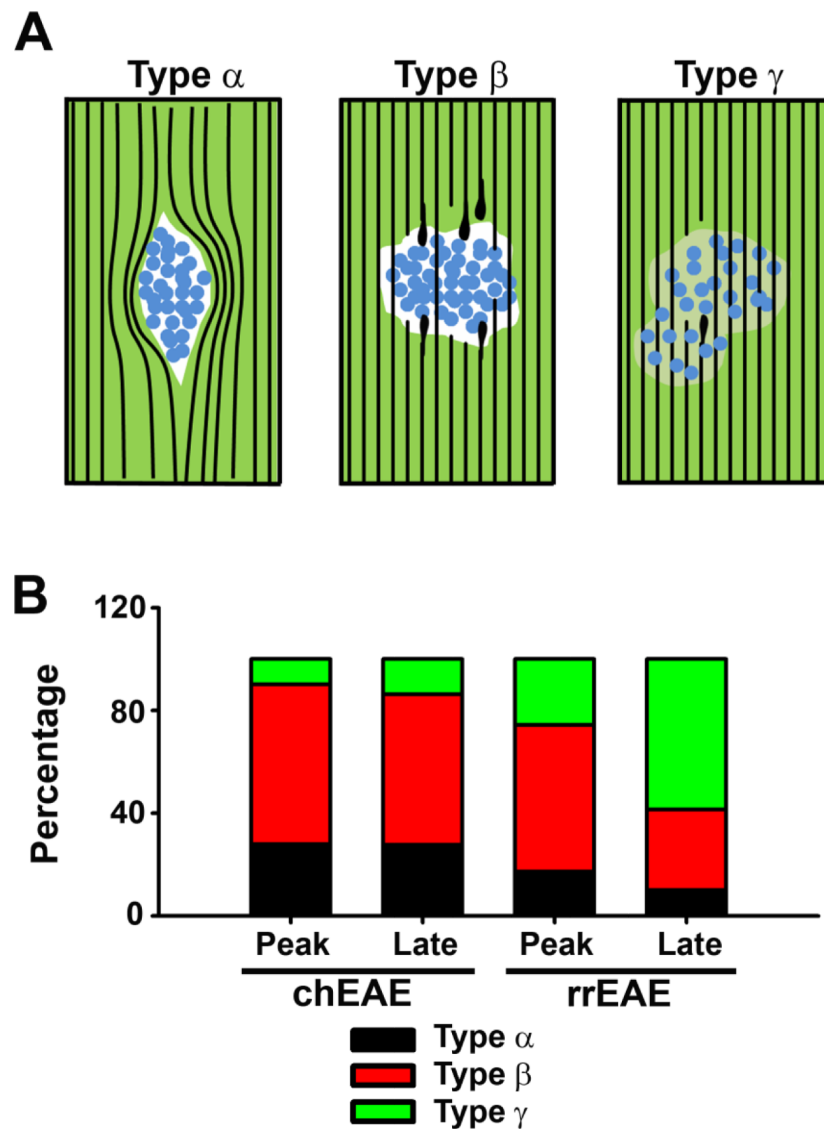 A
Type α Type β Type γ
B
120
80
40
0
Percentage
Peak Late Peak Late
chEAE rrEAE
Type α
Type β
Type γ